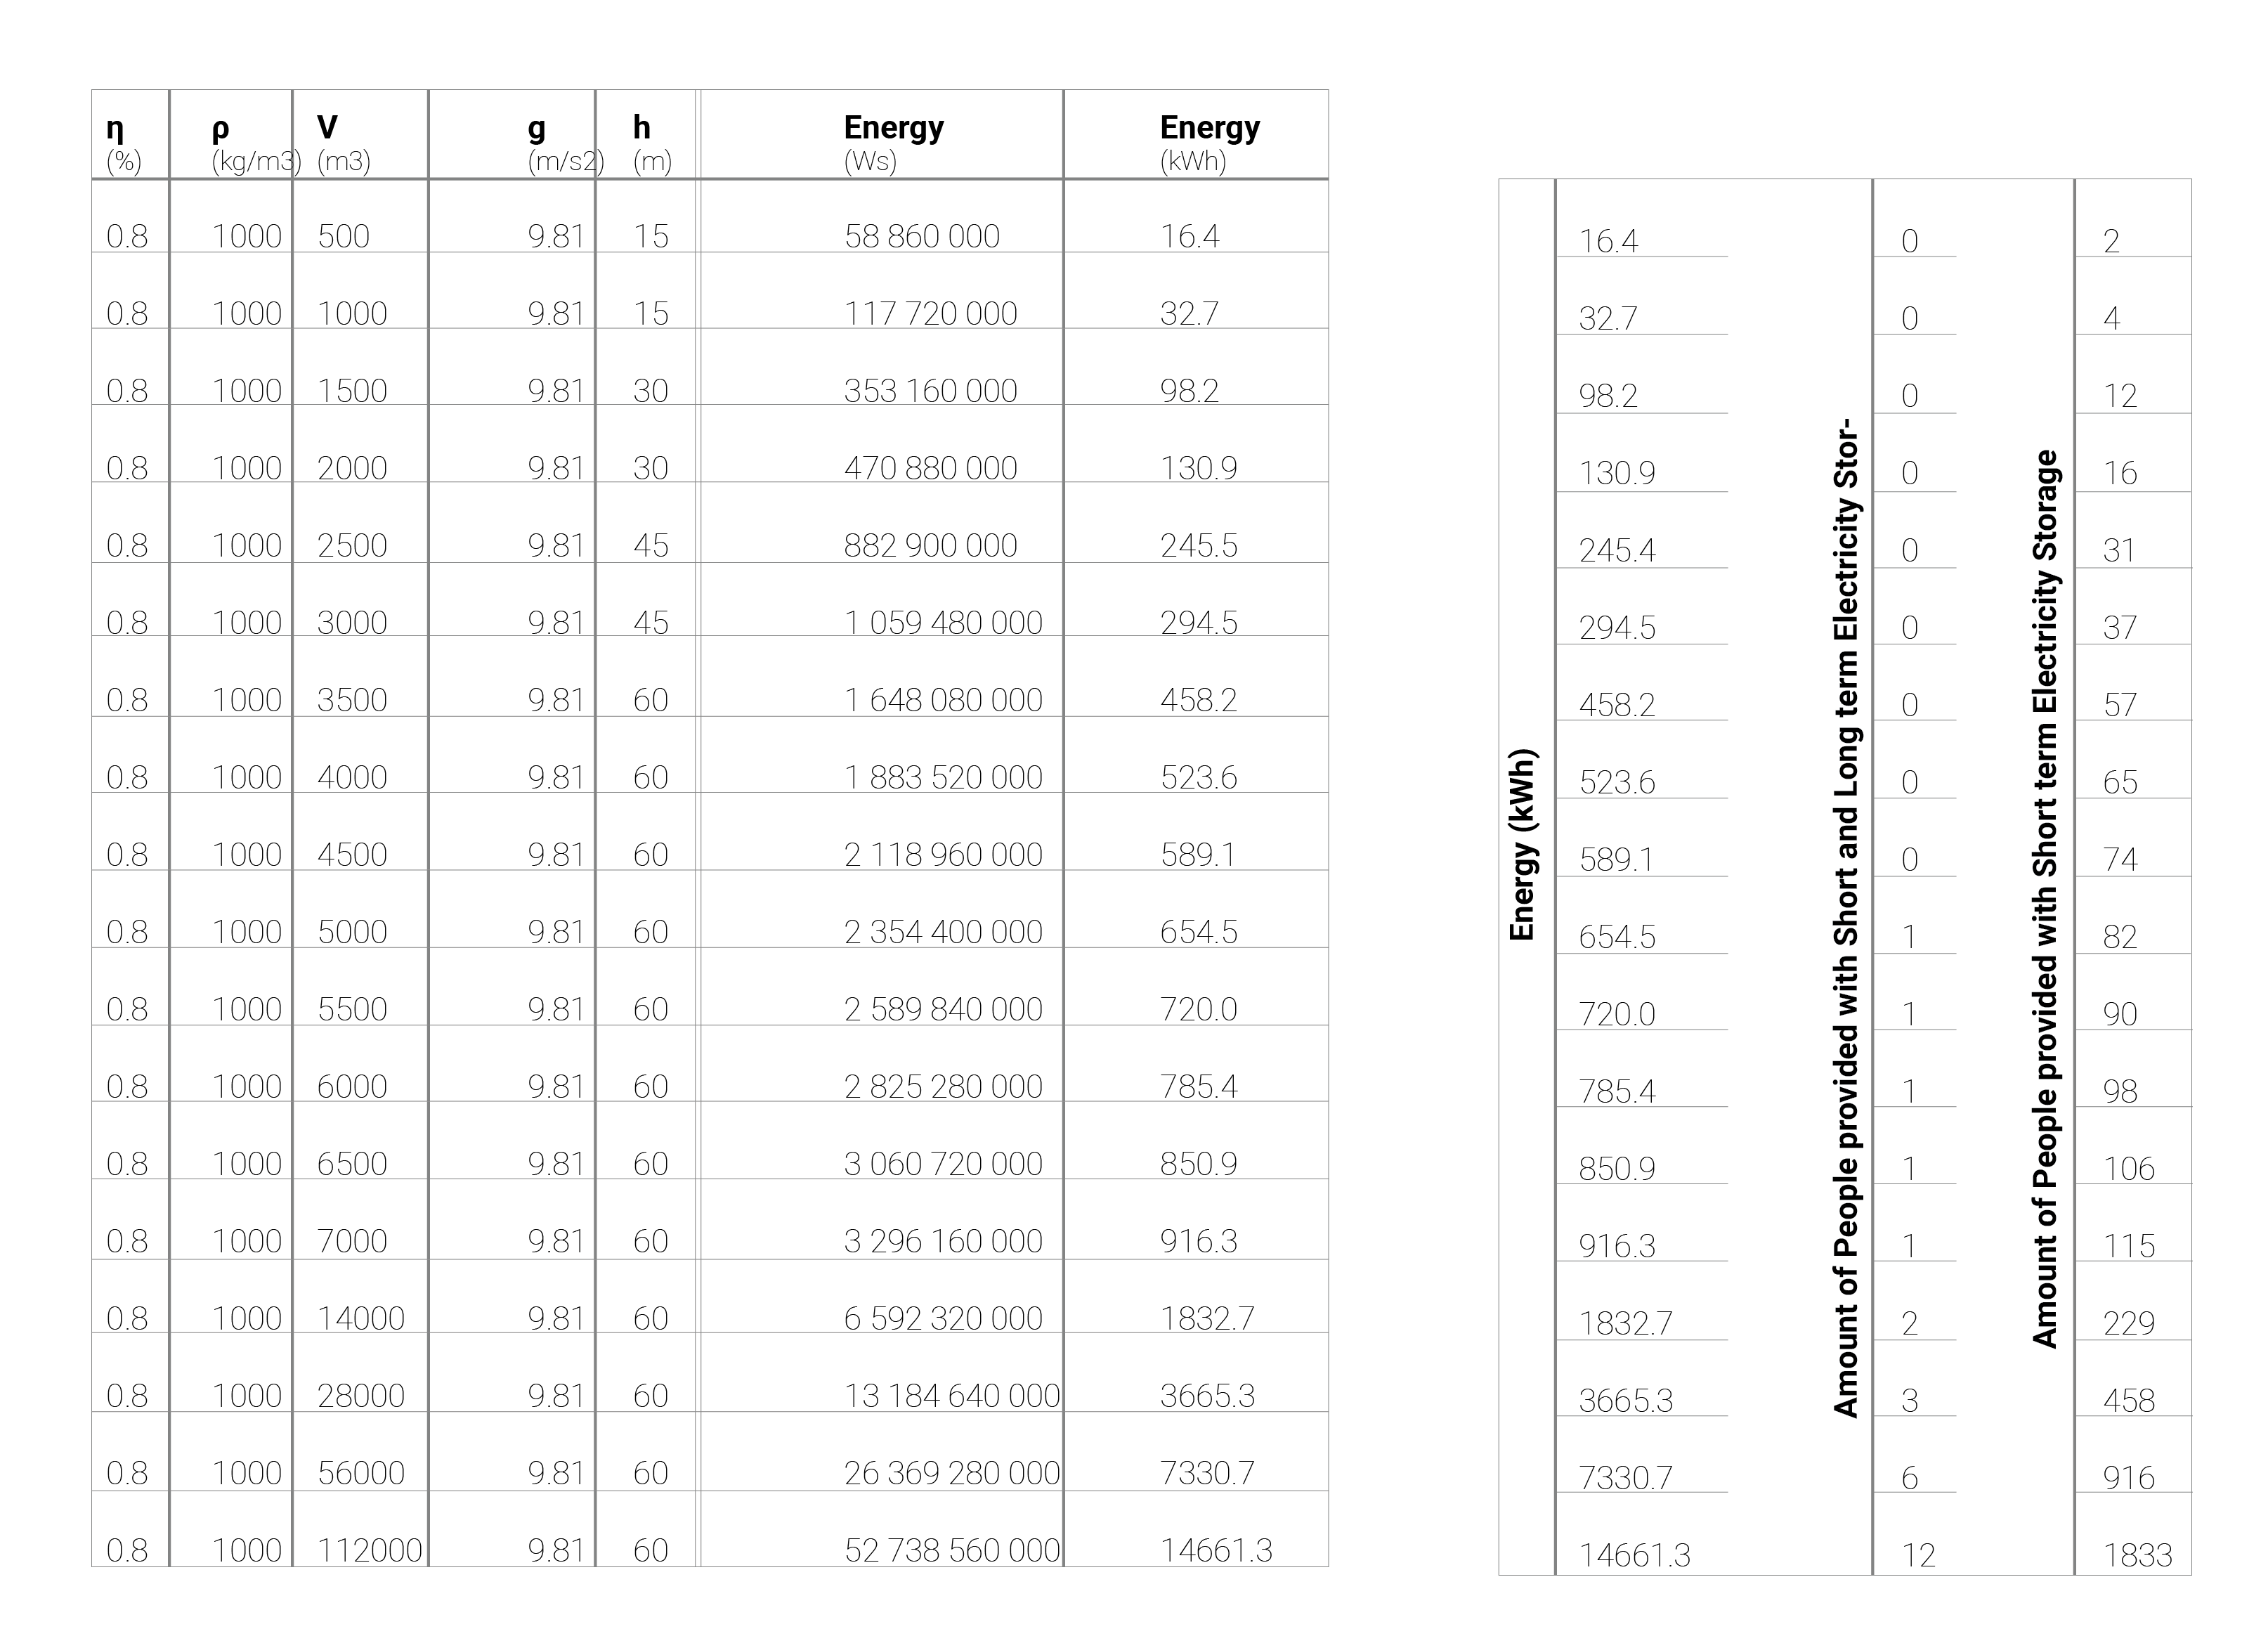 η ρ V g h Energy Energy
(%) (kg/m3) (m3) (m/s2) (m) (Ws) (kWh)
0.8 1000 500 9.81 15 58 860 000 16.4
0.8 1000 1000 9.81 15 117 720 000 32.7
0.8 1000 1500 9.81 30 353 160 000 98.2
0.8 1000 2000 9.81 30 470 880 000 130.9
0.8 1000 2500 9.81 45 882 900 000 245.5
0.8 1000 3000 9.81 45 1 059 480 000 294.5
0.8 1000 3500 9.81 60 1 648 080 000 458.2
0.8 1000 4000 9.81 60 1 883 520 000 523.6
0.8 1000 4500 9.81 60 2 118 960 000 589.1
0.8 1000 5000 9.81 60 2 354 400 000 654.5
0.8 1000 5500 9.81 60 2 589 840 000 720.0
0.8 1000 6000 9.81 60 2 825 280 000 785.4
0.8 1000 6500 9.81 60 3 060 720 000 850.9
0.8 1000 7000 9.81 60 3 296 160 000 916.3
0.8 1000 14000 9.81 60 6 592 320 000 1832.7
0.8 1000 28000 9.81 60 13 184 640 000 3665.3
0.8 1000 56000 9.81 60 26 369 280 000 7330.7
0.8 1000 112000 9.81 60 52 738 560 000 14661.3
Energy (kWh)
Amount of People provided with Short and Long term Electricity Stor-
Amount of People provided with Short term Electricity Storage
16.4 0 2
32.7 0 4
98.2 0 12
130.9 0 16
245.4 0 31
294.5 0 37
458.2 0 57
523.6 0 65
589.1 0 74
654.5 1 82
720.0 1 90
785.4 1 98
850.9 1 106
916.3 1 115
1832.7 2 229
3665.3 3 458
7330.7 6 916
14661.3 12 1833